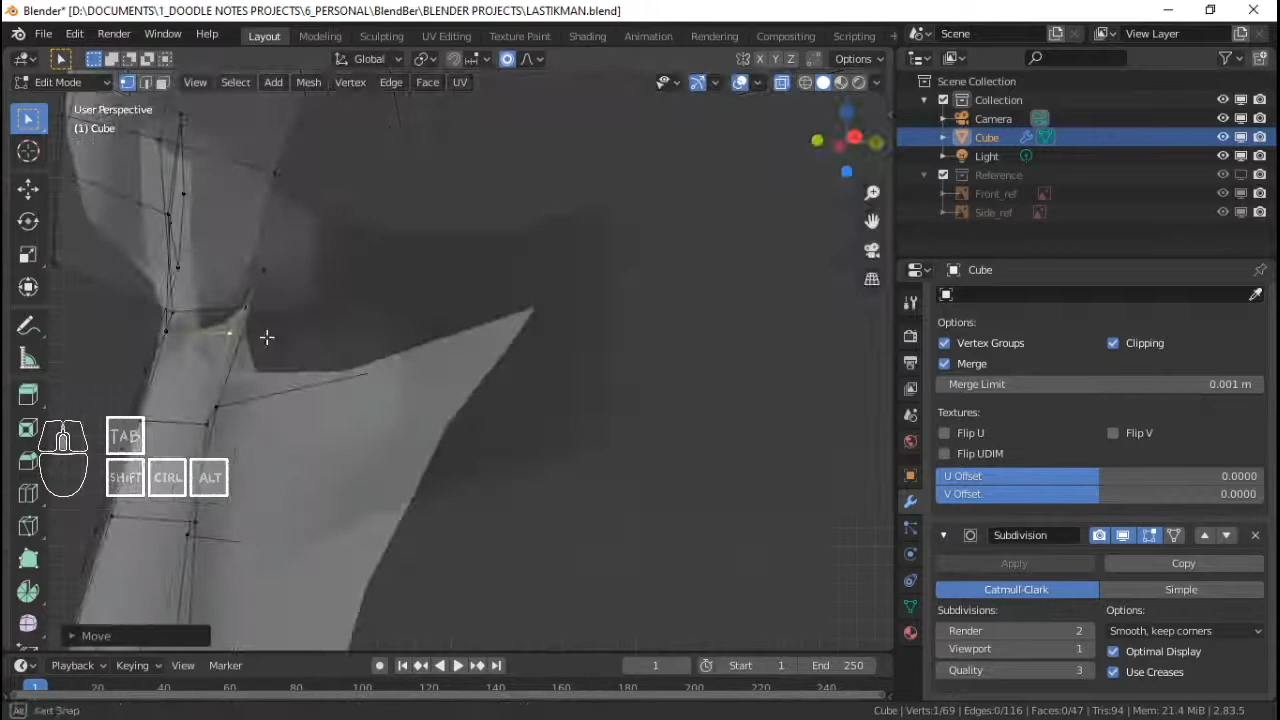 Blender* [D:\DOCUMENTS\1_DOODLE NOTES PROJECTS\6_PERSONAL\BlendBer\BLENDER PROJECTS\LASTIKMAN.blend]
File Edit Render Window Help Layout Modeling Sculpting UV Editing Texture Paint Shading Animation Rendering Compositing Scripting + Scene View Layer
Global X Y Z Options
Edit Mode View Select Add Mesh Vertex Edge Face UV
User Perspective
(1) Cube
Scene Collection
Collection
Camera
Cube
Light
Reference
Front_ref
Side_ref
Cube
Options:
Vertex Groups Clipping
Merge
Merge Limit 0.001 m
Textures:
Flip U Flip V
Flip UDIM
U Offset 0.0000
V Offset. 0.0000
Subdivision
Apply Copy
Catmull-Clark Simple
Subdivisions: Options:
Render 2 Smooth, keep corners
Viewport 1 Optimal Display
Quality 3 Use Creases
TAB
SHIFT CTRL ALT
Move
Playback Keying View Marker 1 Start 1 End 250
1 20 40 60 80 100 120 140 160 180 200 220 240
Alt Cube | Verts:1/69 | Edges:0/116 | Faces:0/47 | Tris:94 | Mem: 21.4 MiB | 2.83.5